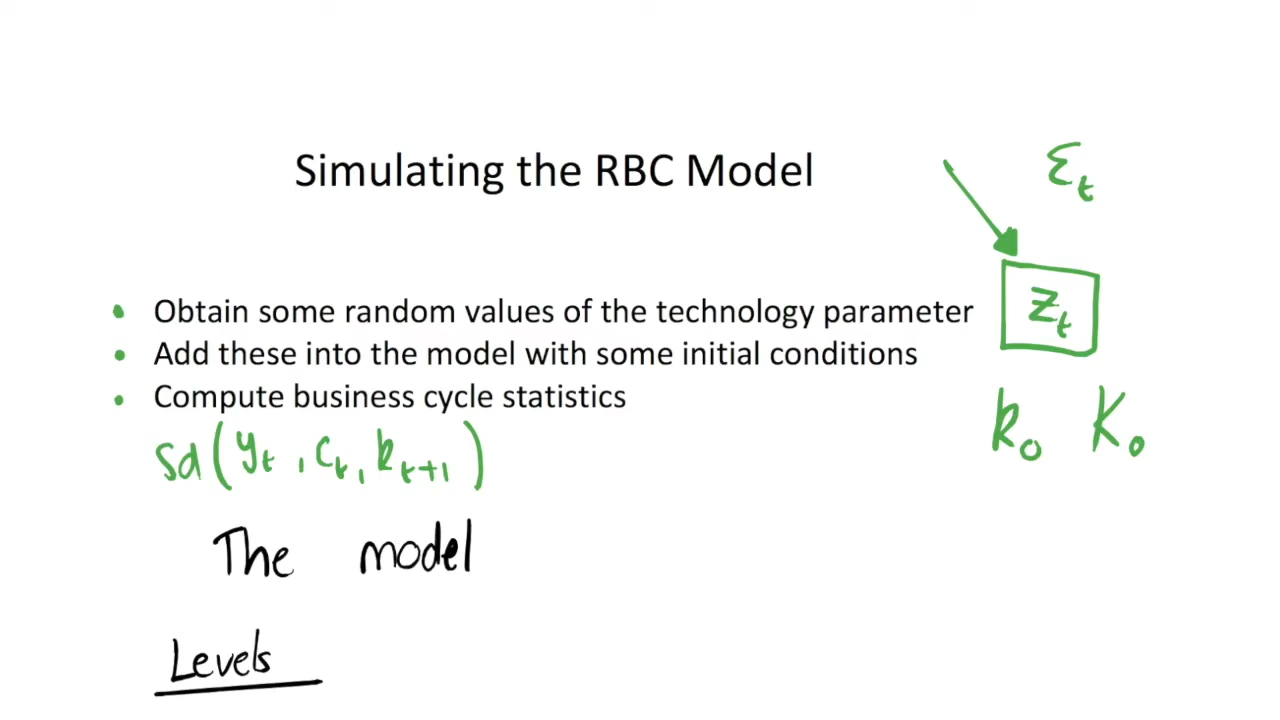 Simulating the RBC Model
εt
• Obtain some random values of the technology parameter
zt
• Add these into the model with some initial conditions
• Compute business cycle statistics
k0 K0
sd(yt, ct, kt+1)
The model
Levels